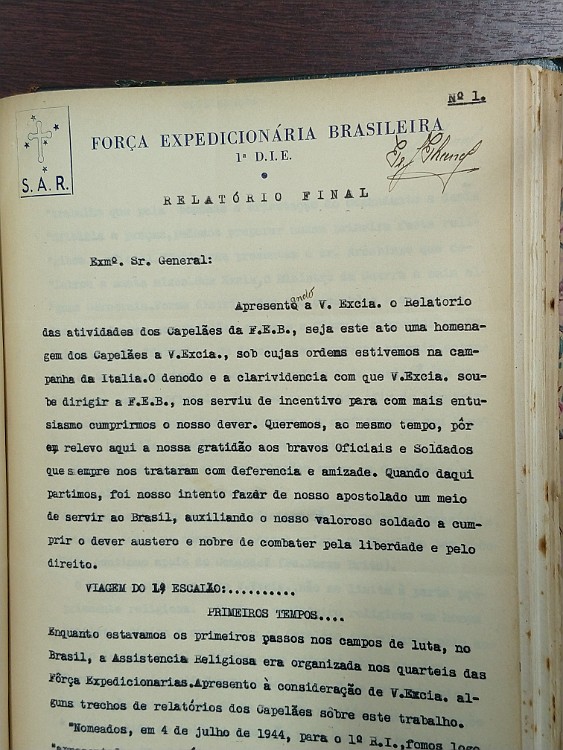 Nº 1.
S.A.R.
FORÇA EXPEDICIONÁRIA BRASILEIRA
1ª D.I.E.
RELATÓRIO FINAL
Exmº. Sr. General:
ando
Apresento a V. Excia. o Relatorio
das atividades dos Capelães da F.E.B., seja este ato uma homena-
gem dos Capelães a V.Excia., sob cujas ordens estivemos na cam-
panha da Italia.O denodo e a clarividencia com que V.Excia. sou-
be dirigir a F.E.B., nos serviu de incentivo para com mais entu-
siasmo cumprirmos o nosso dever. Queremos, ao mesmo tempo, pôr
em relevo aqui a nossa gratidão aos bravos Oficiais e Soldados
que sempre nos trataram com deferencia e amizade. Quando daqui
partimos, foi nosso intento fazer de nosso apostolado um meio
de servir ao Brasil, auxiliando o nosso valoroso soldado a cum-
prir o dever austero e nobre de combater pela liberdade e pelo
direito.
VIAGEM DO 1º ESCALÃO:..........
PRIMEIROS TEMPOS....
Enquanto estavamos os primeiros passos nos campos de luta, no
Brasil, a Assistencia Religiosa era organizada nos quarteis das
Fôrça Expedicionarias.Apresento à consideração de V.Excia. al-
guns trechos de relatórios dos Capelães sobre este trabalho.
"Nomeados, em 4 de julho de 1944, para o 1º R.I.,fomos logo